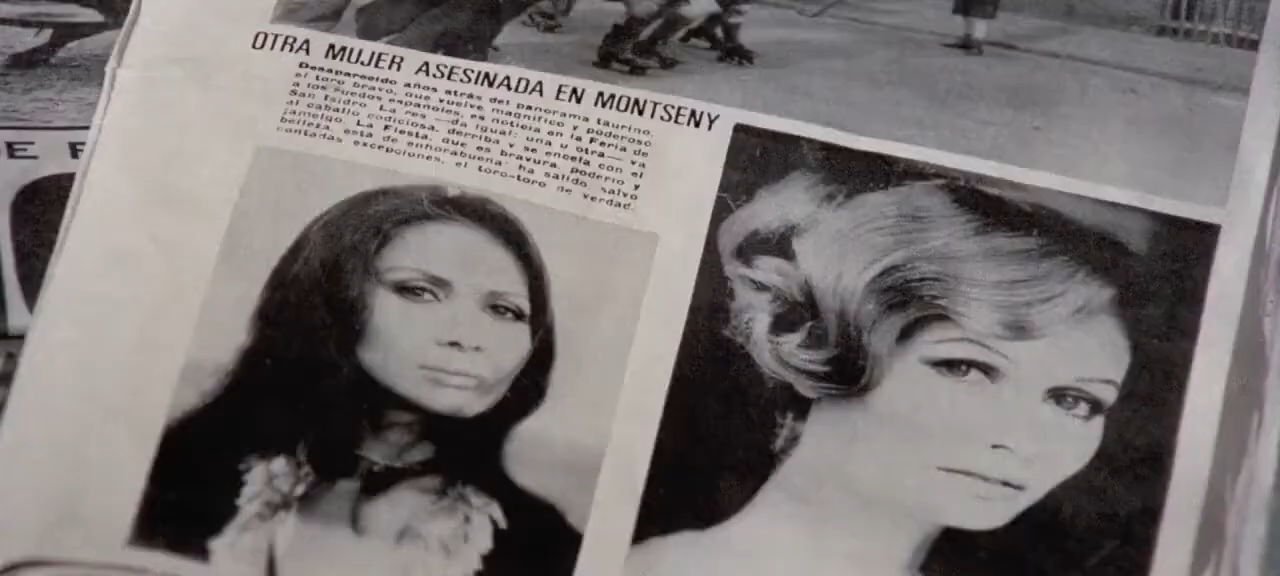 DE
OTRA MUJER ASESINADA EN MONTSENY
Desaparecido años atrás del panorama taurino,
el toro bravo, que vuelve magnífico y poderoso
a los ruedos españoles, es noticia en la Feria de
San Isidro. La res —da igual: una u otra— va
al caballo codiciosa, derriba y se encela con el
jamelgo. La Fiesta, que es bravura, poderío y
belleza, está de enhorabuena: ha salido, salvo
contadas excepciones, el toro-toro de verdad.